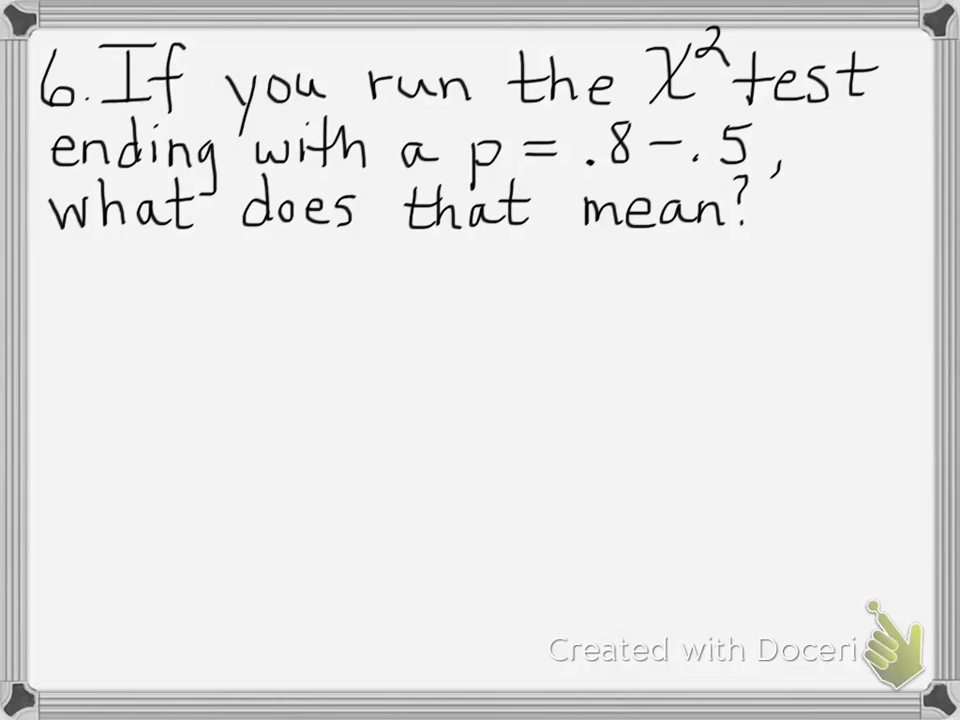 6. If you run the χ² test
ending with a p = .8 - .5,
what does that mean?
Created with Doceri